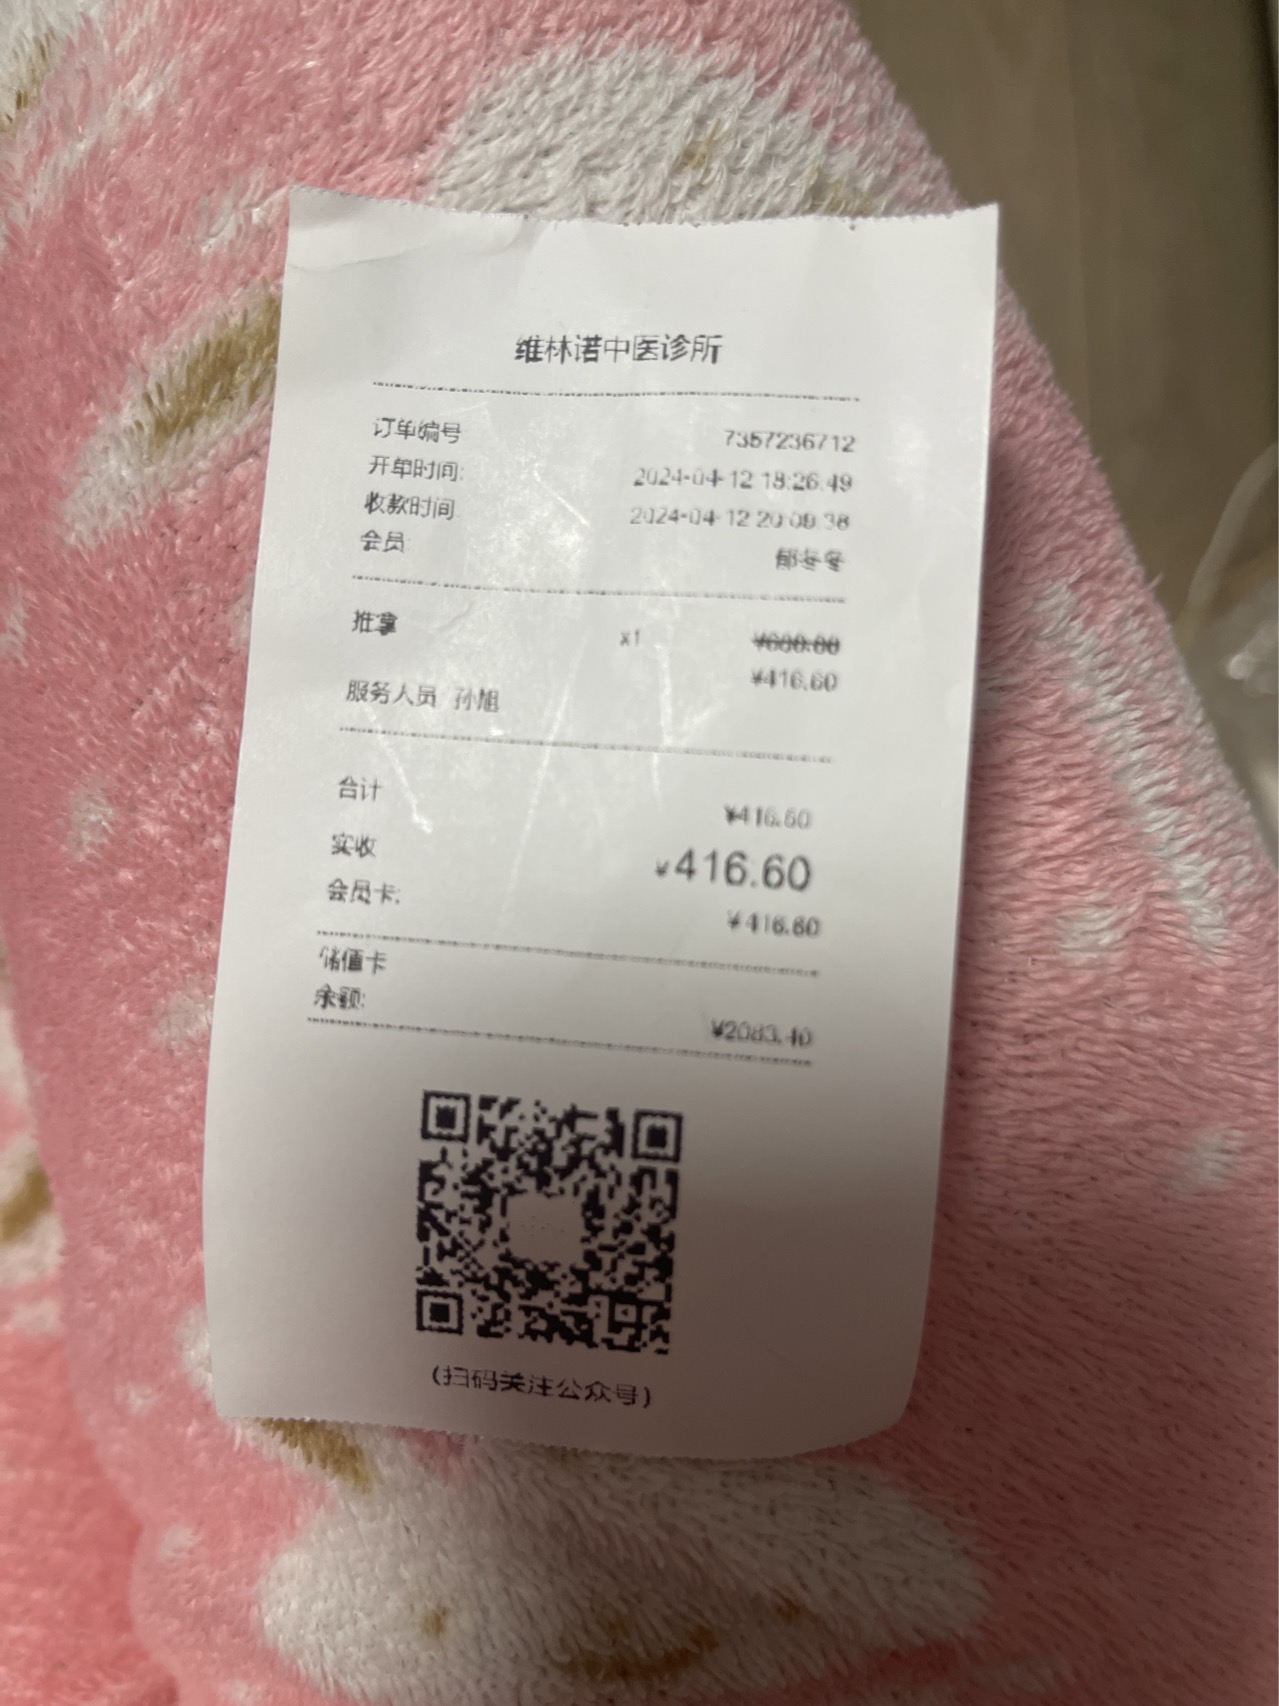 维林诺中医诊所
订单编号 7357236712
开单时间: 2024-04-12 18:26:49
收款时间 2024-04-12 20:09:38
会员: 郁冬冬
推拿 x1 ¥600.00
¥416.60
服务人员 孙旭
合计 ¥416.60
实收 ¥416.60
会员卡: ¥416.60
储值卡
余额: ¥2083.40
(扫码关注公众号)